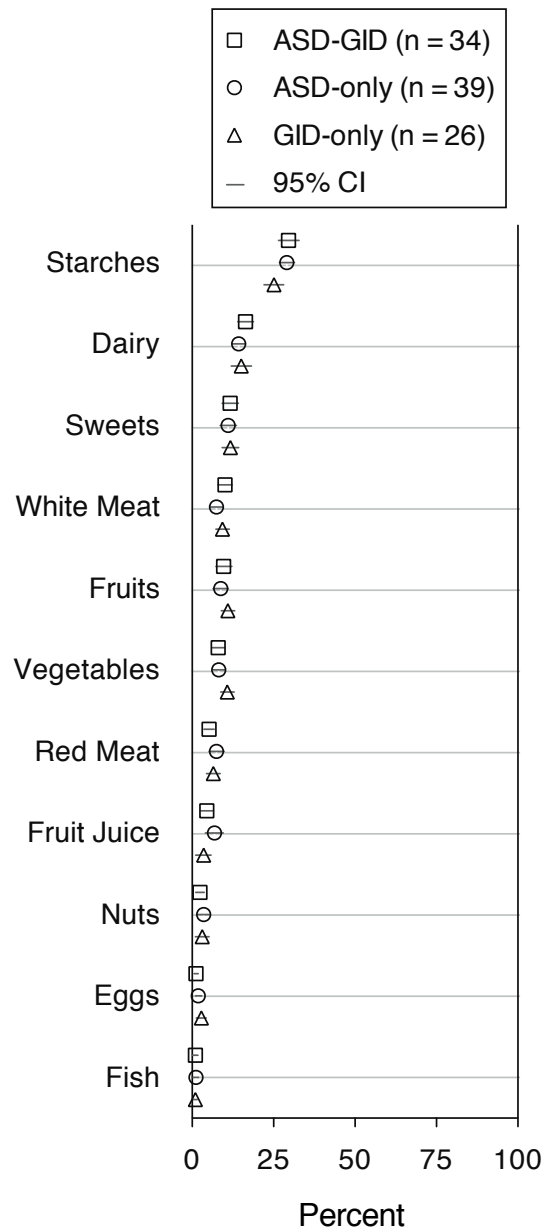 ASD-GID (n = 34)
ASD-only (n = 39)
GID-only (n = 26)
95% CI
Starches
Dairy
Sweets
White Meat
Fruits
Vegetables
Red Meat
Fruit Juice
Nuts
Eggs
Fish
0 25 50 75 100
Percent